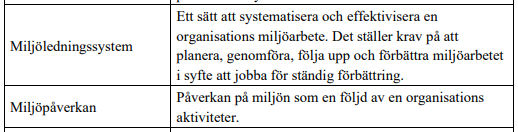 Miljöledningssystem
Ett sätt att systematisera och effektivisera en
organisations miljöarbete. Det ställer krav på att
planera, genomföra, följa upp och förbättra miljöarbetet
i syfte att jobba för ständig förbättring.
Miljöpåverkan
Påverkan på miljön som en följd av en organisations
aktiviteter.